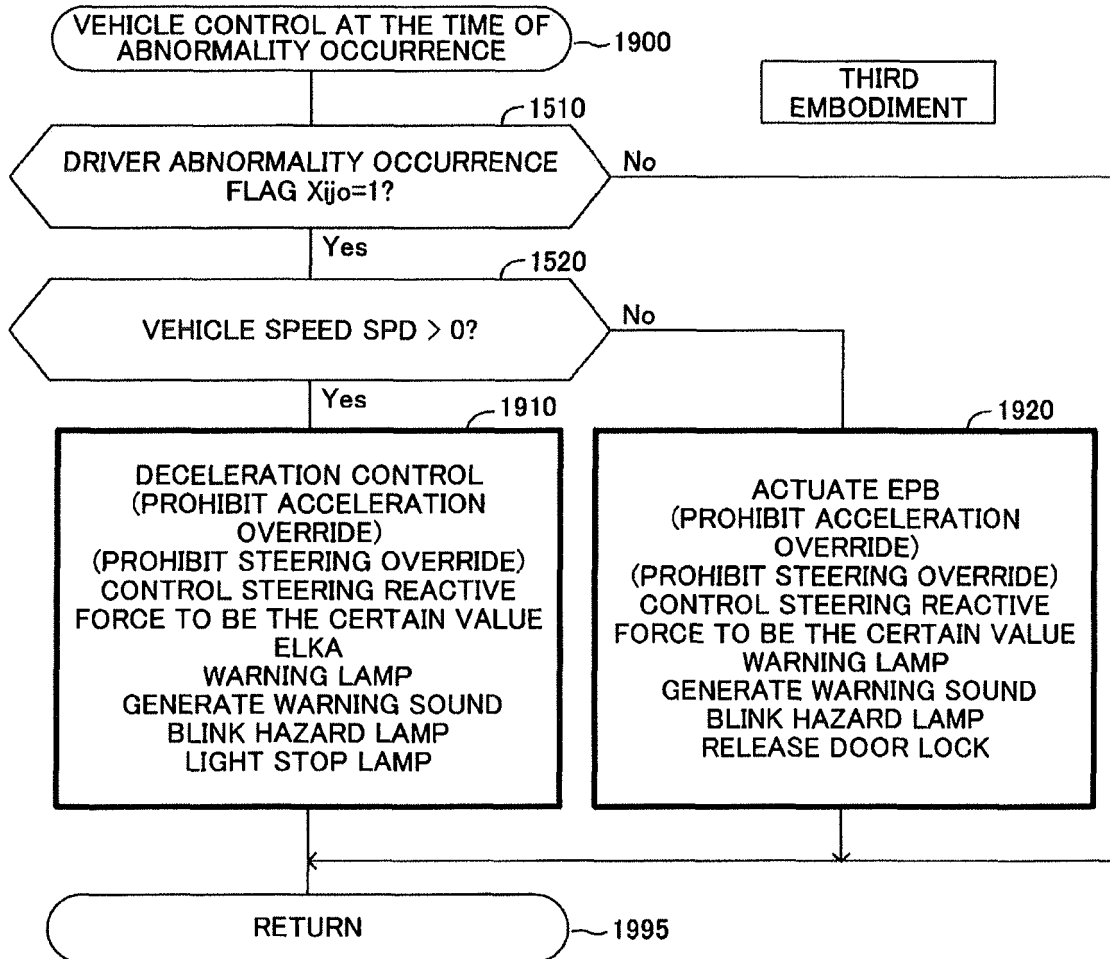 VEHICLE CONTROL AT THE TIME OF
ABNORMALITY OCCURRENCE
1900
THIRD
EMBODIMENT
1510
DRIVER ABNORMALITY OCCURRENCE
FLAG Xijo=1?
No
Yes
1520
VEHICLE SPEED SPD > 0?
No
Yes
1910
DECELERATION CONTROL
(PROHIBIT ACCELERATION
OVERRIDE)
(PROHIBIT STEERING OVERRIDE)
CONTROL STEERING REACTIVE
FORCE TO BE THE CERTAIN VALUE
ELKA
WARNING LAMP
GENERATE WARNING SOUND
BLINK HAZARD LAMP
LIGHT STOP LAMP
1920
ACTUATE EPB
(PROHIBIT ACCELERATION
OVERRIDE)
(PROHIBIT STEERING OVERRIDE)
CONTROL STEERING REACTIVE
FORCE TO BE THE CERTAIN VALUE
WARNING LAMP
GENERATE WARNING SOUND
BLINK HAZARD LAMP
RELEASE DOOR LOCK
RETURN
1995